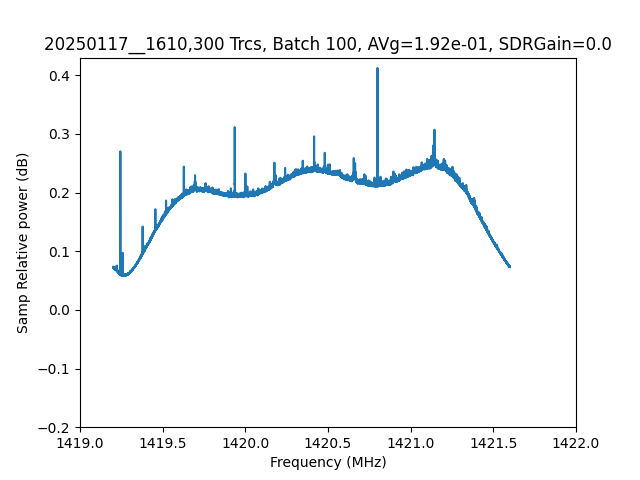 20250117__1610,300 Trcs, Batch 100, AVg=1.92e-01, SDRGain=0.0
0.4
0.3
0.2
0.1
0.0
−0.1
−0.2
Samp Relative power (dB)
1419.0 1419.5 1420.0 1420.5 1421.0 1421.5 1422.0
Frequency (MHz)